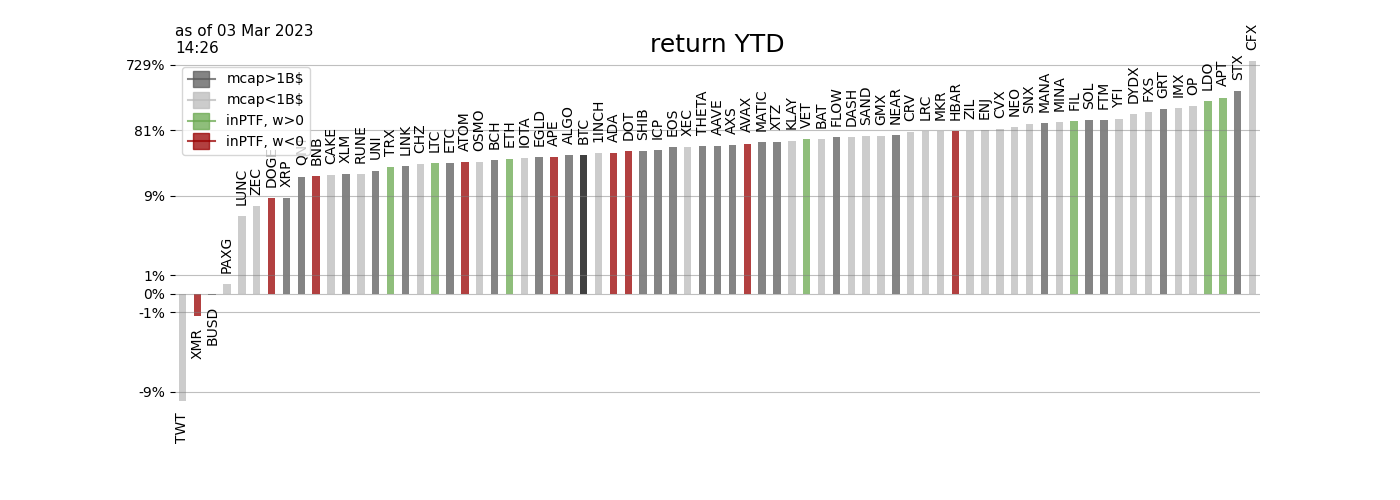 as of 03 Mar 2023
14:26
return YTD
729%
81%
9%
1%
0%
-1%
-9%
mcap>1B$
mcap<1B$
inPTF, w>0
inPTF, w<0
TWT
XMR
BUSD
PAXG
LUNC
ZEC
DOGE
XRP
QNT
BNB
CAKE
XLM
RUNE
UNI
TRX
LINK
CHZ
LTC
ETC
ATOM
OSMO
BCH
ETH
IOTA
EGLD
APE
ALGO
BTC
1INCH
ADA
DOT
SHIB
ICP
EOS
XEC
THETA
AAVE
AXS
AVAX
MATIC
XTZ
KLAY
VET
BAT
FLOW
DASH
SAND
GMX
NEAR
CRV
LRC
MKR
HBAR
ZIL
ENJ
CVX
NEO
SNX
MANA
MINA
FIL
SOL
FTM
YFI
DYDX
FXS
GRT
IMX
OP
LDO
APT
STX
CFX